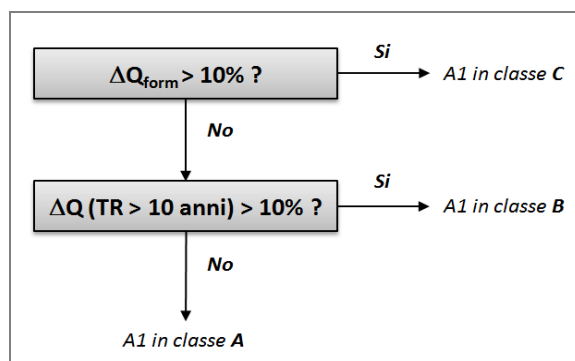 ΔQform > 10% ?
Si
A1 in classe C
No
ΔQ (TR > 10 anni) > 10% ?
Si
A1 in classe B
No
A1 in classe A